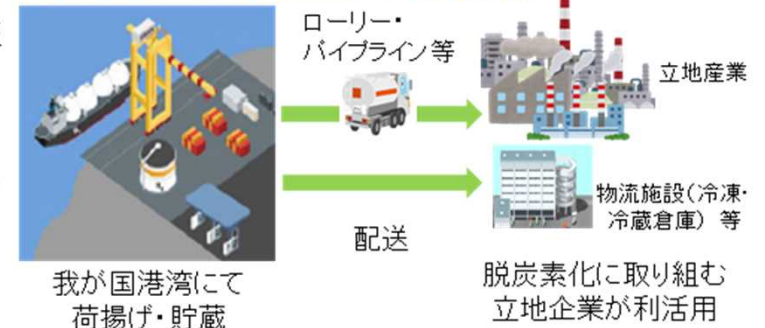 ローリー・
パイプライン等
立地産業
物流施設(冷凍・
冷蔵倉庫) 等
配送
我が国港湾にて
荷揚げ・貯蔵
脱炭素化に取り組む
立地企業が利活用